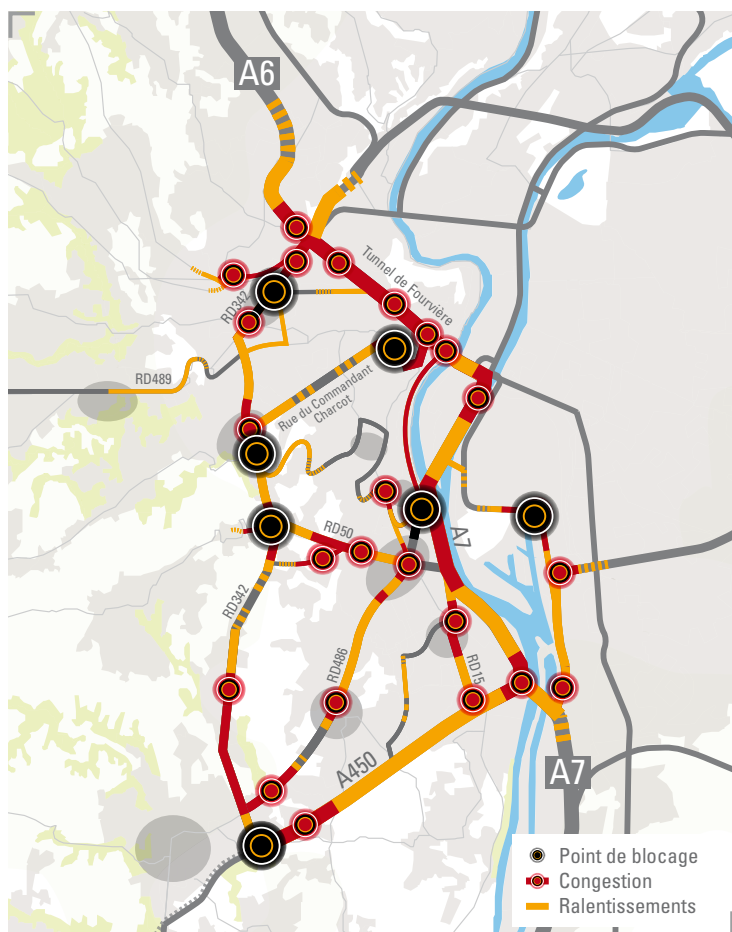 A6
Tunnel de Fourvière
RD342
RD489
Rue du Commandant
Charcot
RD50
A7
RD342
RD486
RD15
A450
A7
Point de blocage
Congestion
Ralentissements